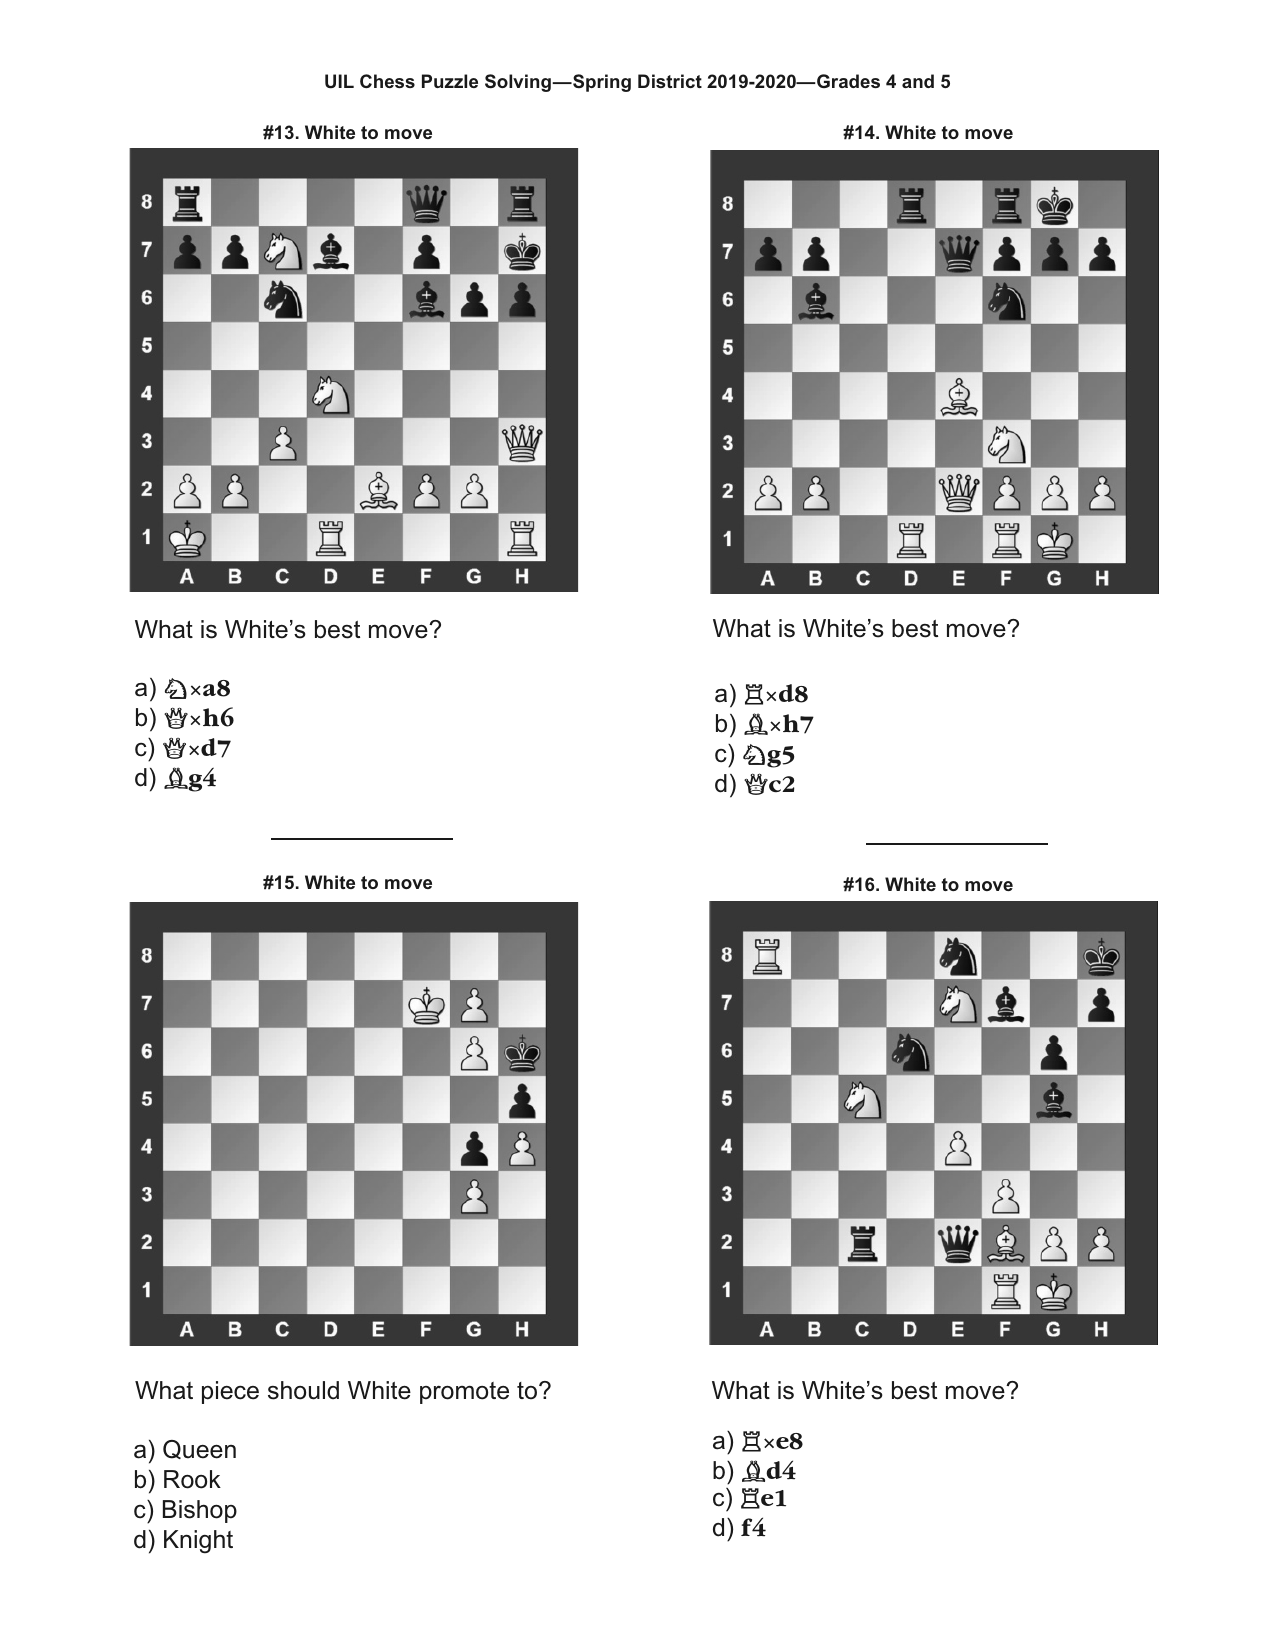 UIL Chess Puzzle Solving—Spring District 2019-2020—Grades 4 and 5
#13. White to move
8
7
6
5
4
3
2
1
A B C D E F G H
What is White's best move?
a) ♘×a8
b) ♕×h6
c) ♕×d7
d) ♗g4
#14. White to move
8
7
6
5
4
3
2
1
A B C D E F G H
What is White's best move?
a) ♖×d8
b) ♗×h7
c) ♘g5
d) ♕c2
#15. White to move
8
7
6
5
4
3
2
1
A B C D E F G H
What piece should White promote to?
a) Queen
b) Rook
c) Bishop
d) Knight
#16. White to move
8
7
6
5
4
3
2
1
A B C D E F G H
What is White's best move?
a) ♖×e8
b) ♗d4
c) ♖e1
d) f4